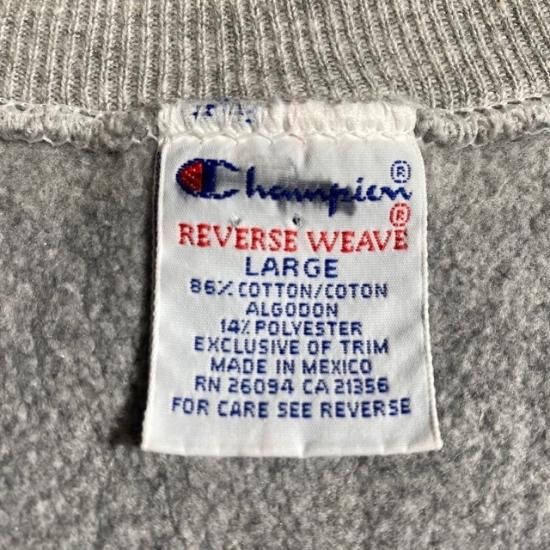 Champion®
REVERSE WEAVE®
LARGE
86% COTTON/COTON
ALGODON
14% POLYESTER
EXCLUSIVE OF TRIM
MADE IN MEXICO
RN 26094 CA 21356
FOR CARE SEE REVERSE